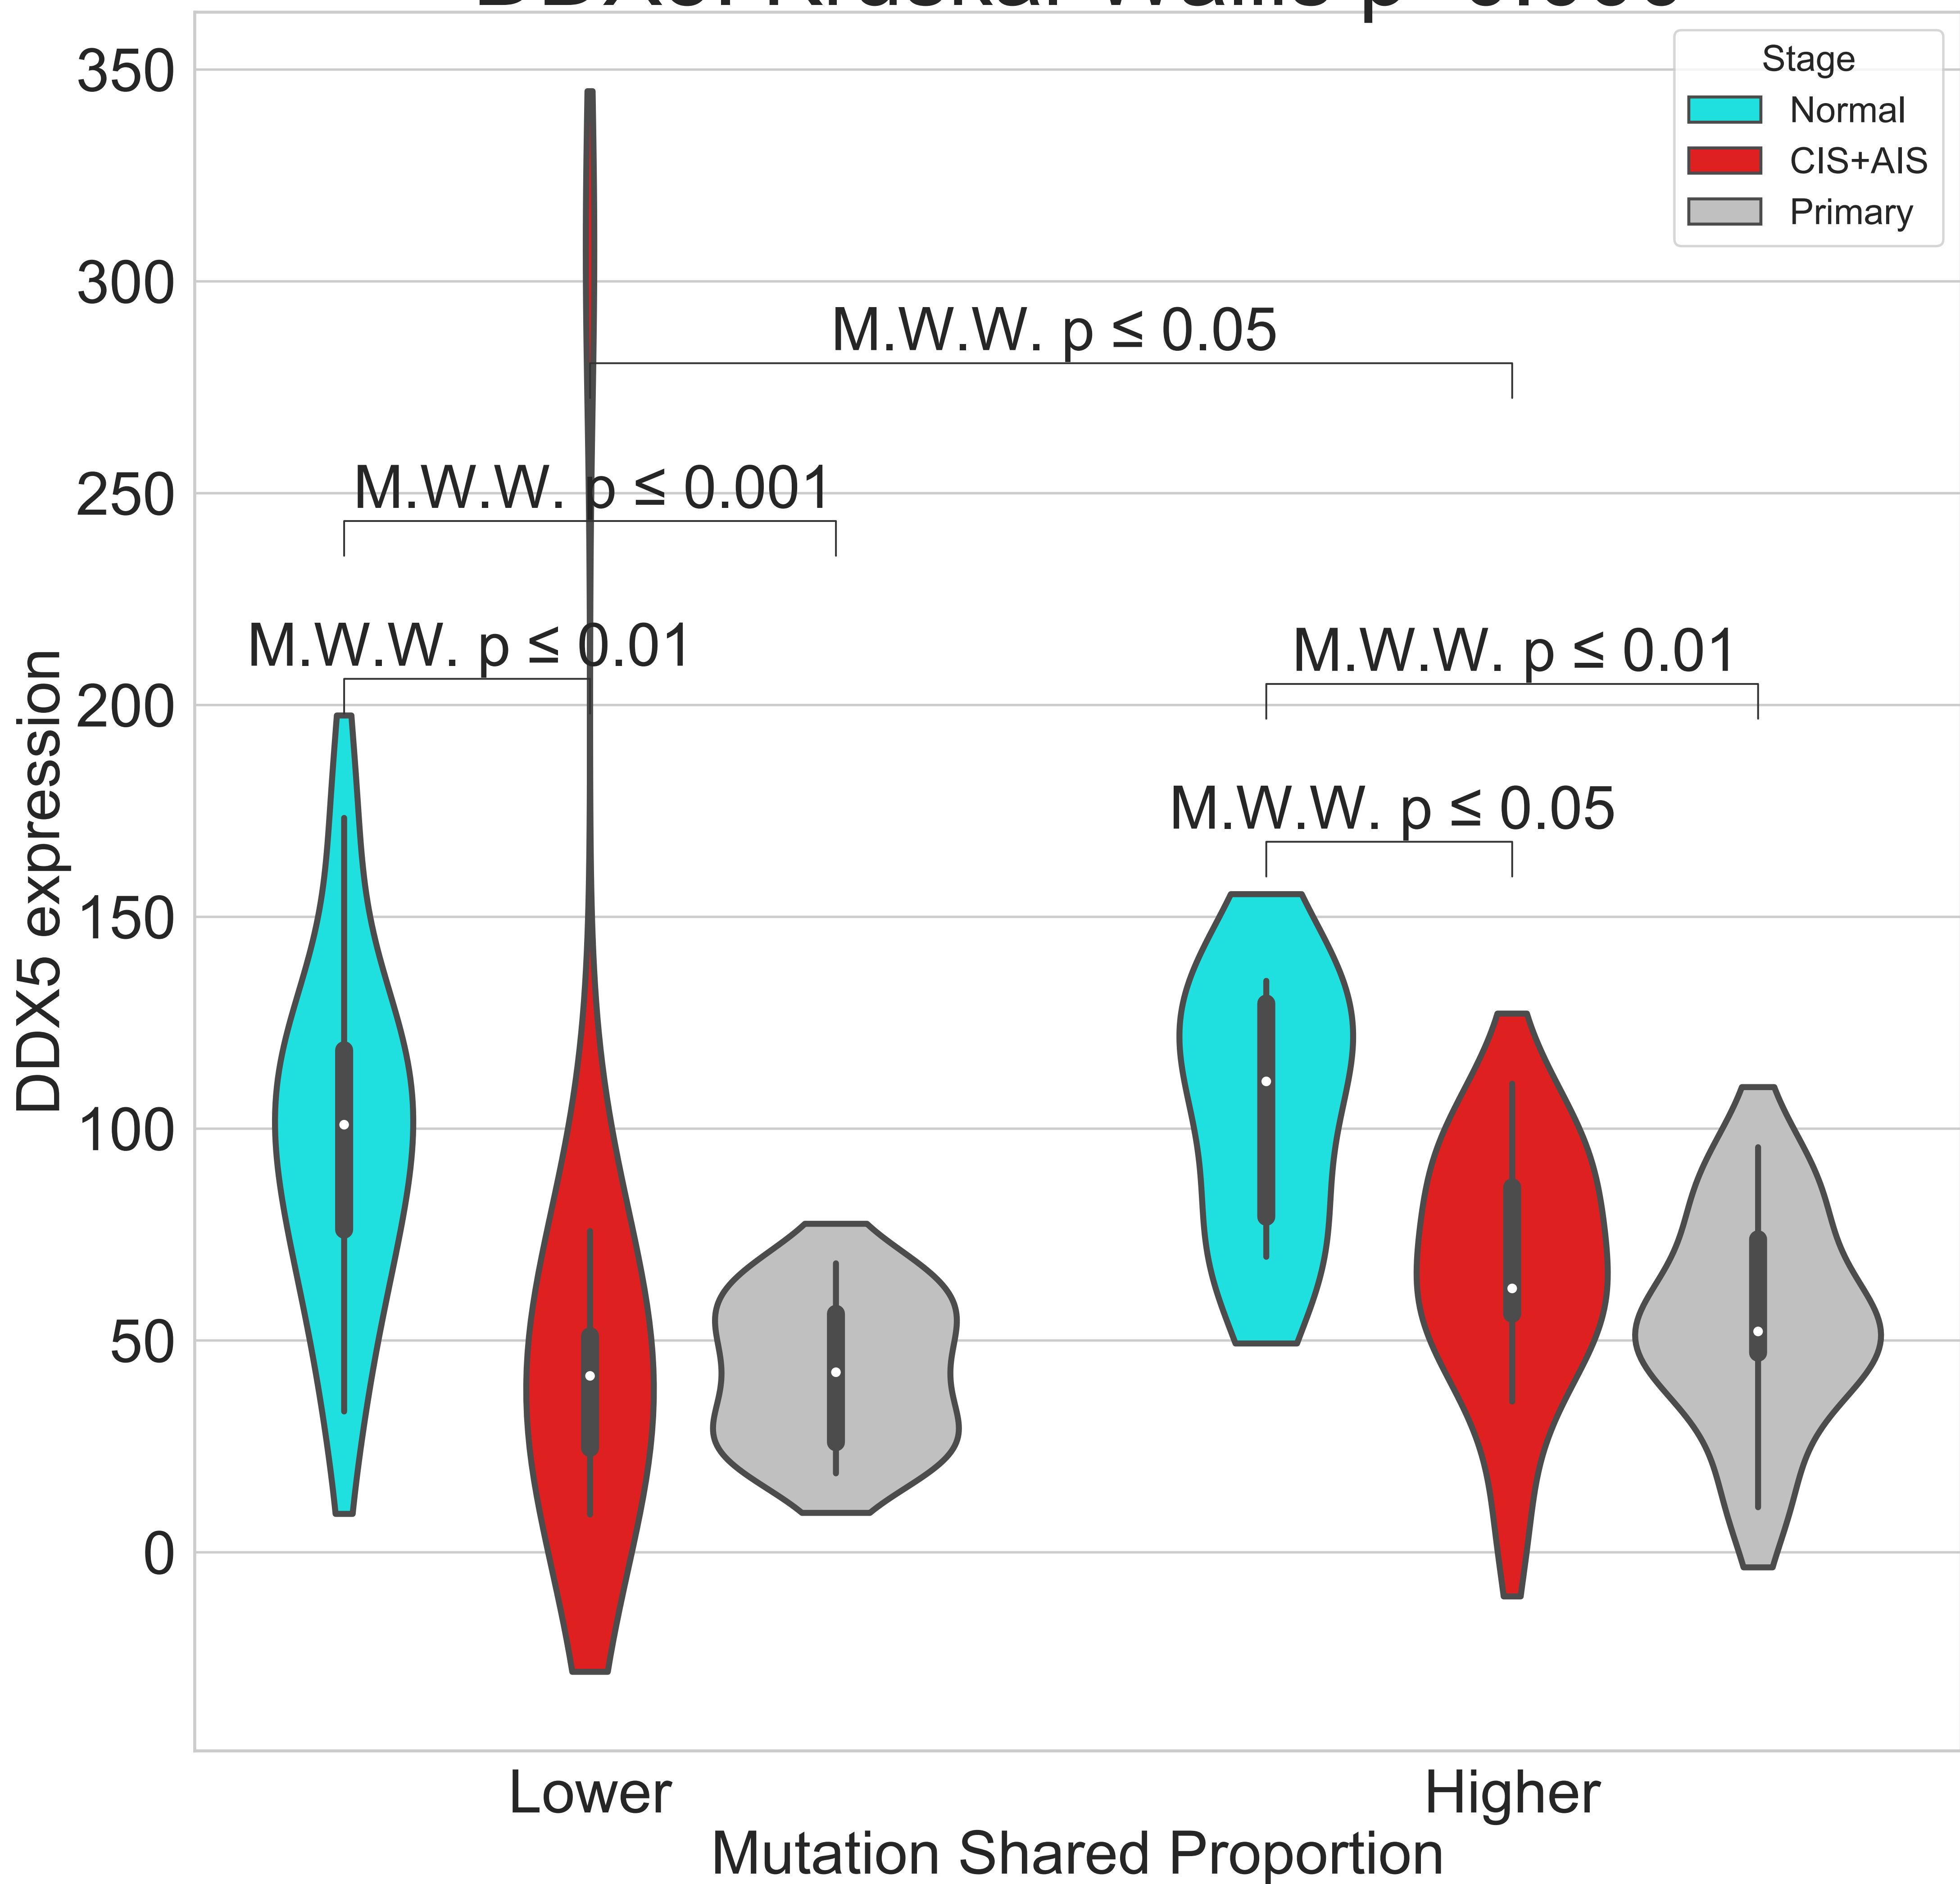 350
300
250
200
150
100
50
0
DDX5 expression
Stage
Normal
CIS+AIS
Primary
M.W.W. p ≤ 0.05
M.W.W. p ≤ 0.001
M.W.W. p ≤ 0.01
M.W.W. p ≤ 0.01
M.W.W. p ≤ 0.05
Lower
Higher
Mutation Shared Proportion